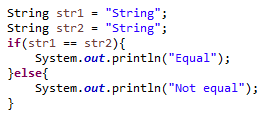 String str1 = "String";
String str2 = "String";
if(str1 == str2){
    System.out.println("Equal");
}else{
    System.out.println("Not equal");
}